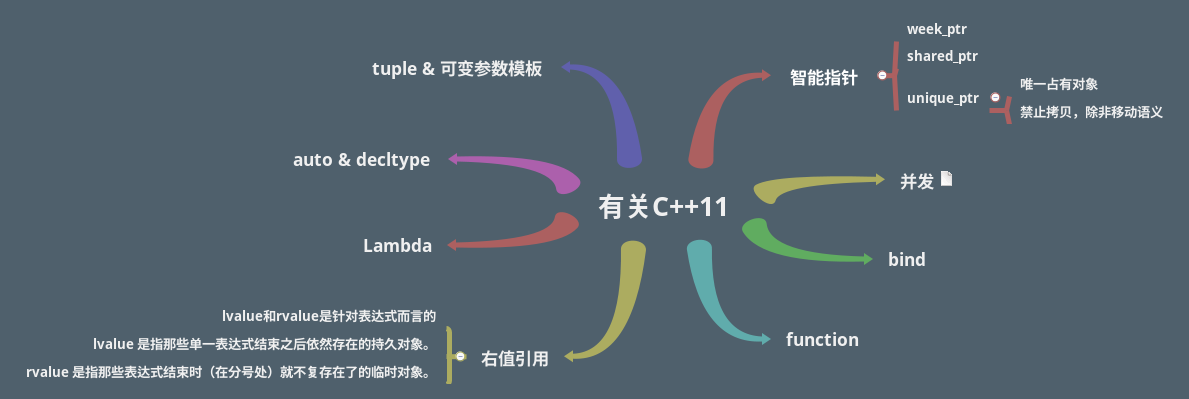 有关C++11
智能指针
week_ptr
shared_ptr
unique_ptr
唯一占有对象
禁止拷贝，除非移动语义
并发
bind
function
右值引用
lvalue和rvalue是针对表达式而言的
lvalue 是指那些单一表达式结束之后依然存在的持久对象。
rvalue 是指那些表达式结束时（在分号处）就不复存在了的临时对象。
Lambda
auto & decltype
tuple & 可变参数模板